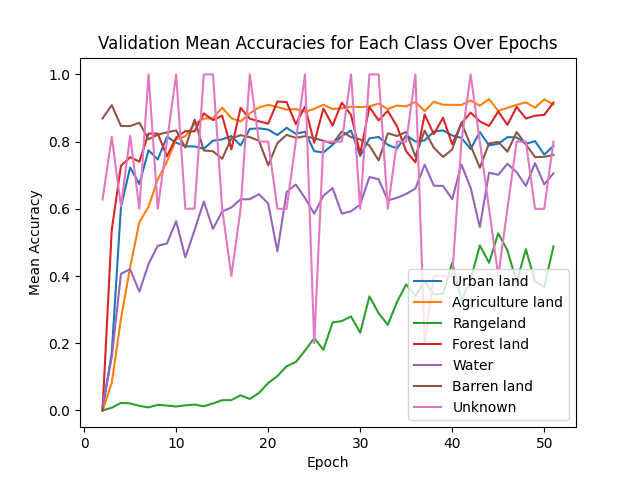 Validation Mean Accuracies for Each Class Over Epochs
1.0
0.8
0.6
0.4
0.2
0.0
Mean Accuracy
Urban land
Agriculture land
Rangeland
Forest land
Water
Barren land
Unknown
0 10 20 30 40 50
Epoch